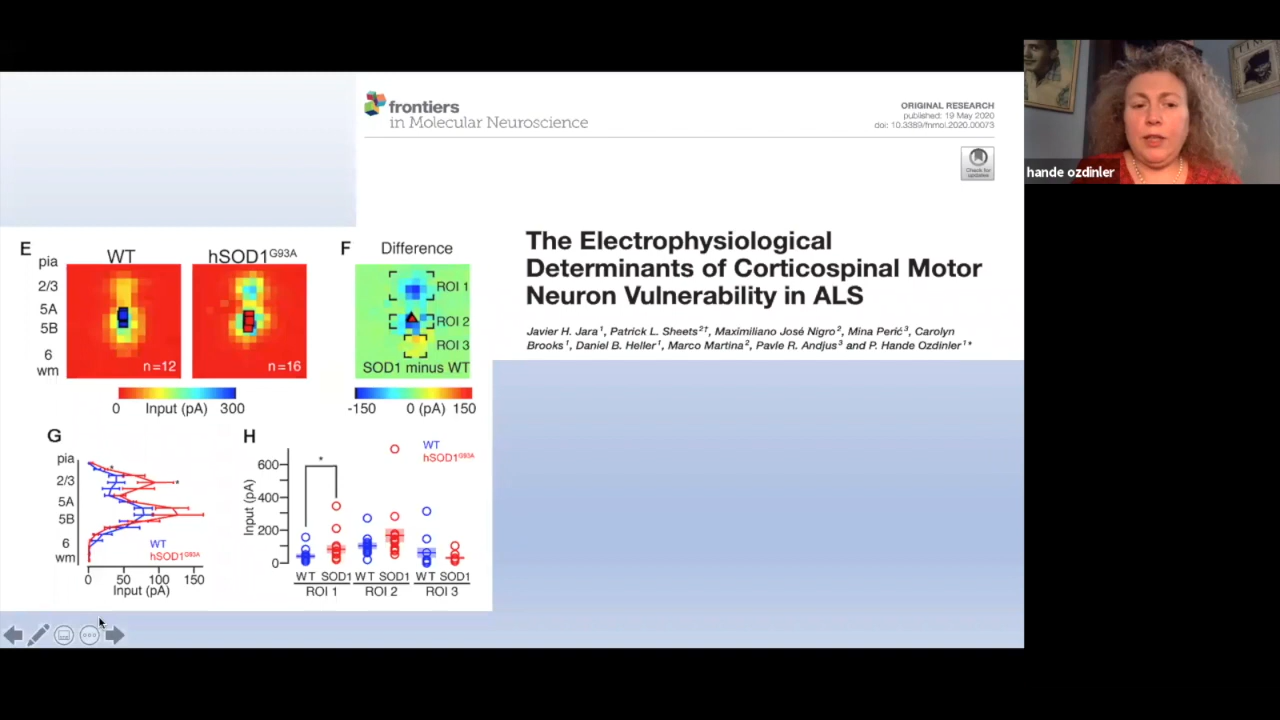 frontiers
in Molecular Neuroscience
ORIGINAL RESEARCH
published: 19 May 2020
doi: 10.3389/fnmol.2020.00073
Check for
updates
The Electrophysiological
Determinants of Corticospinal Motor
Neuron Vulnerability in ALS
Javier H. Jara1, Patrick L. Sheets2†, Maximiliano José Nigro2, Mina Perić3, Carolyn
Brooks1, Daniel B. Heller1, Marco Martina2, Pavle R. Andjus3 and P. Hande Ozdinler1*
hande ozdinler
E
WT
hSOD1G93A
pia
2/3
5A
5B
6
wm
n=12
n=16
0 Input (pA) 300
F
Difference
ROI 1
ROI 2
ROI 3
SOD1 minus WT
-150 0 (pA) 150
G
pia
2/3
5A
5B
6
wm
*
*
WT
hSOD1G93A
0 50 100 150
Input (pA)
H
WT
hSOD1G93A
*
600
400
200
0
Input (pA)
WT SOD1 WT SOD1 WT SOD1
ROI 1 ROI 2 ROI 3